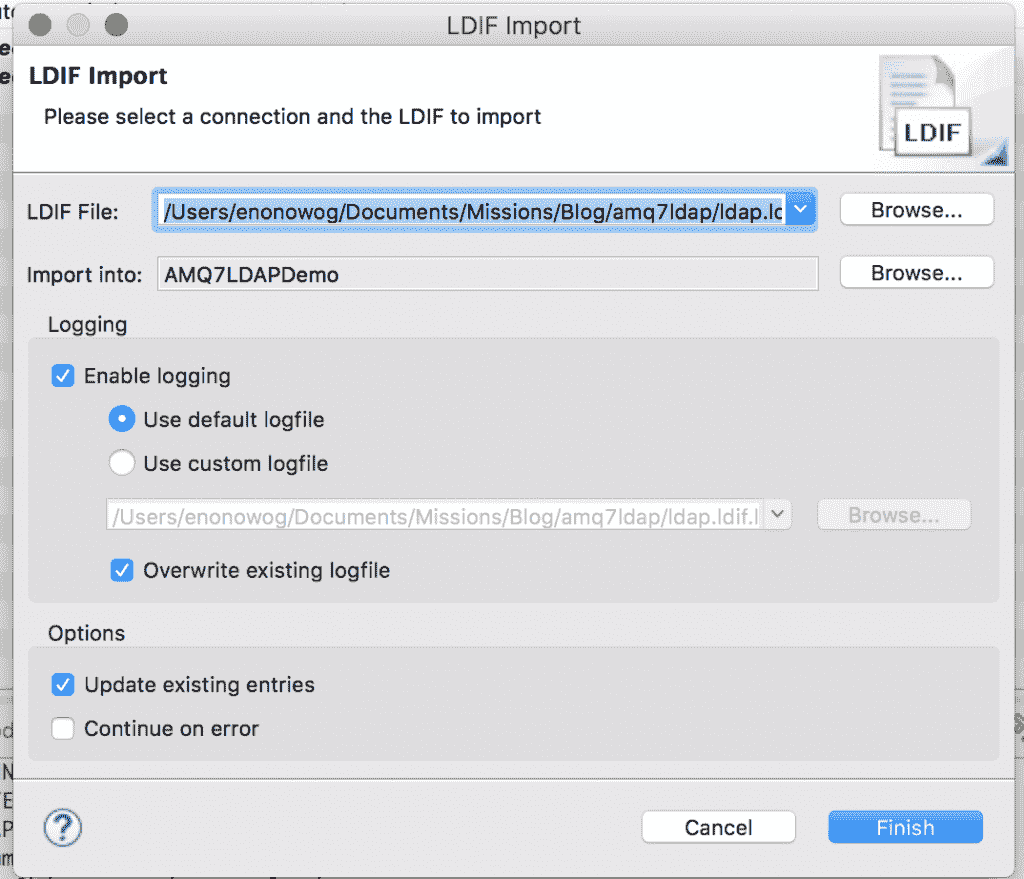 LDIF Import
LDIF Import
Please select a connection and the LDIF to import
LDIF
LDIF File: /Users/enonowog/Documents/Missions/Blog/amq7ldap/ldap.ld Browse...
Import into: AMQ7LDAPDemo Browse...
Logging
Enable logging
Use default logfile
Use custom logfile
/Users/enonowog/Documents/Missions/Blog/amq7ldap/ldap.ldif.l Browse...
Overwrite existing logfile
Options
Update existing entries
Continue on error
? Cancel Finish